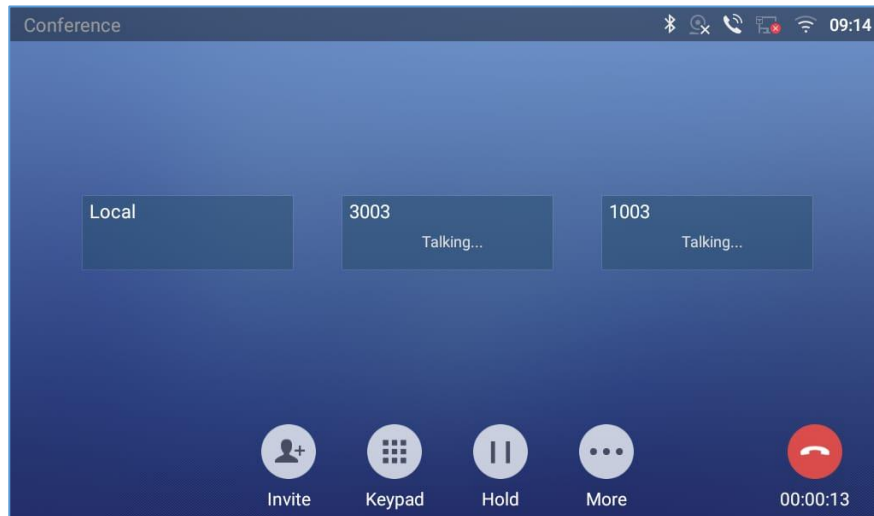 Conference 09:14
Local 3003 1003
Talking... Talking...
Invite Keypad Hold More 00:00:13